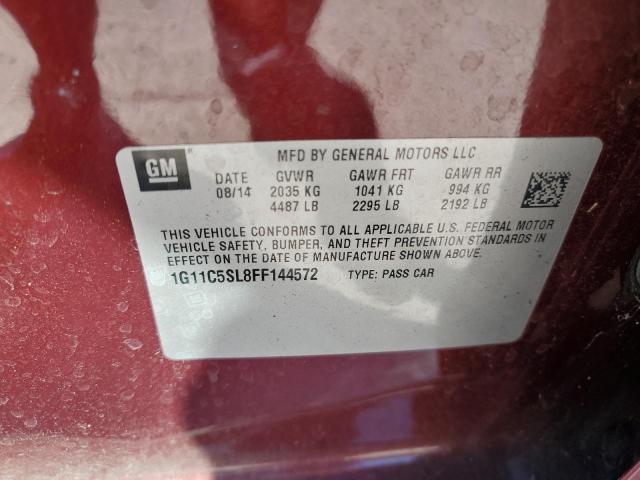 GM
MFD BY GENERAL MOTORS LLC
DATE GVWR GAWR FRT GAWR RR
08/14 2035 KG 1041 KG 994 KG
4487 LB 2295 LB 2192 LB
THIS VEHICLE CONFORMS TO ALL APPLICABLE U.S. FEDERAL MOTOR
VEHICLE SAFETY, BUMPER, AND THEFT PREVENTION STANDARDS IN
EFFECT ON THE DATE OF MANUFACTURE SHOWN ABOVE.
1G11C5SL8FF144572 TYPE: PASS CAR